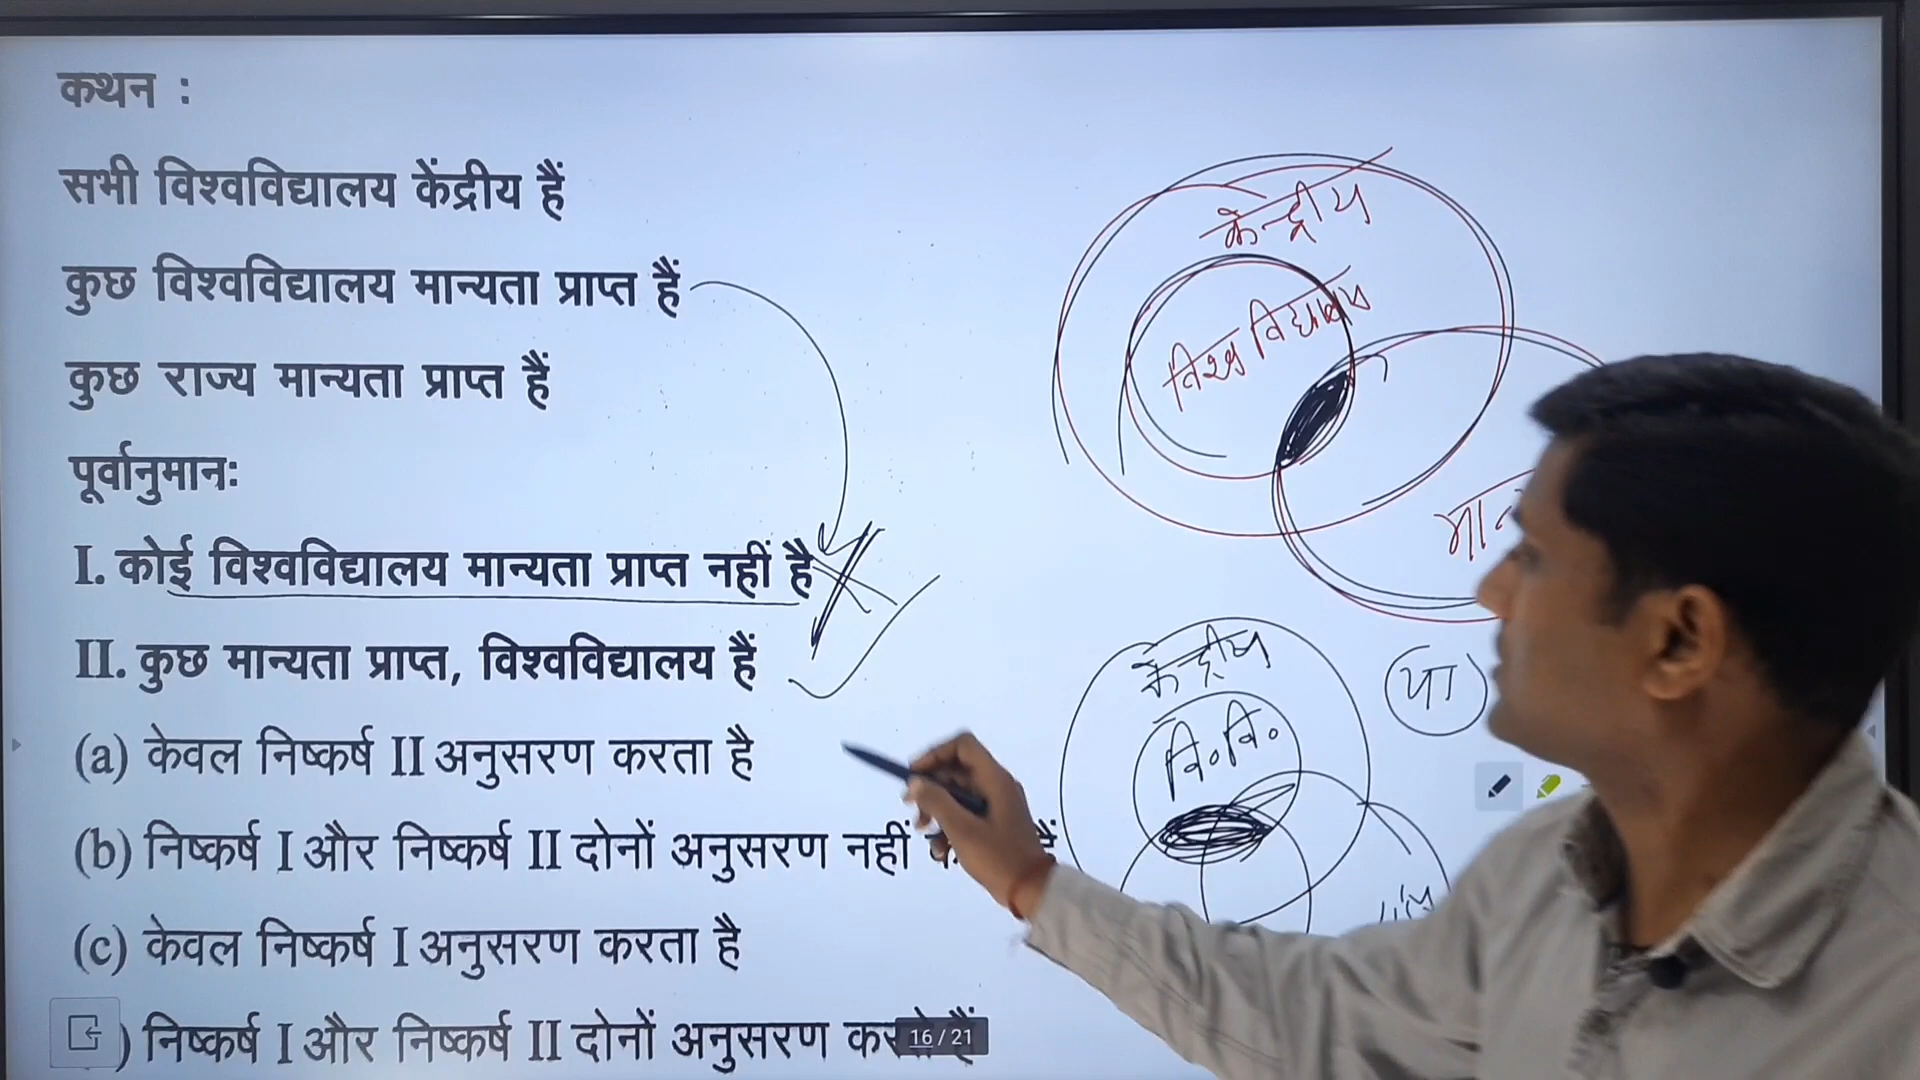 कथन :
सभी विश्वविद्यालय केंद्रीय हैं
कुछ विश्वविद्यालय मान्यता प्राप्त हैं
कुछ राज्य मान्यता प्राप्त हैं
पूर्वानुमानः
I. कोई विश्वविद्यालय मान्यता प्राप्त नहीं है
II. कुछ मान्यता प्राप्त, विश्वविद्यालय हैं
(a) केवल निष्कर्ष II अनुसरण करता है
(b) निष्कर्ष I और निष्कर्ष II दोनों अनुसरण नहीं
(c) केवल निष्कर्ष I अनुसरण करता है
) निष्कर्ष I और निष्कर्ष II दोनों अनुसरण
16 / 21
केन्द्रीय
विश्वविद्यालय
केन्द्रीय
वि॰वि॰
या